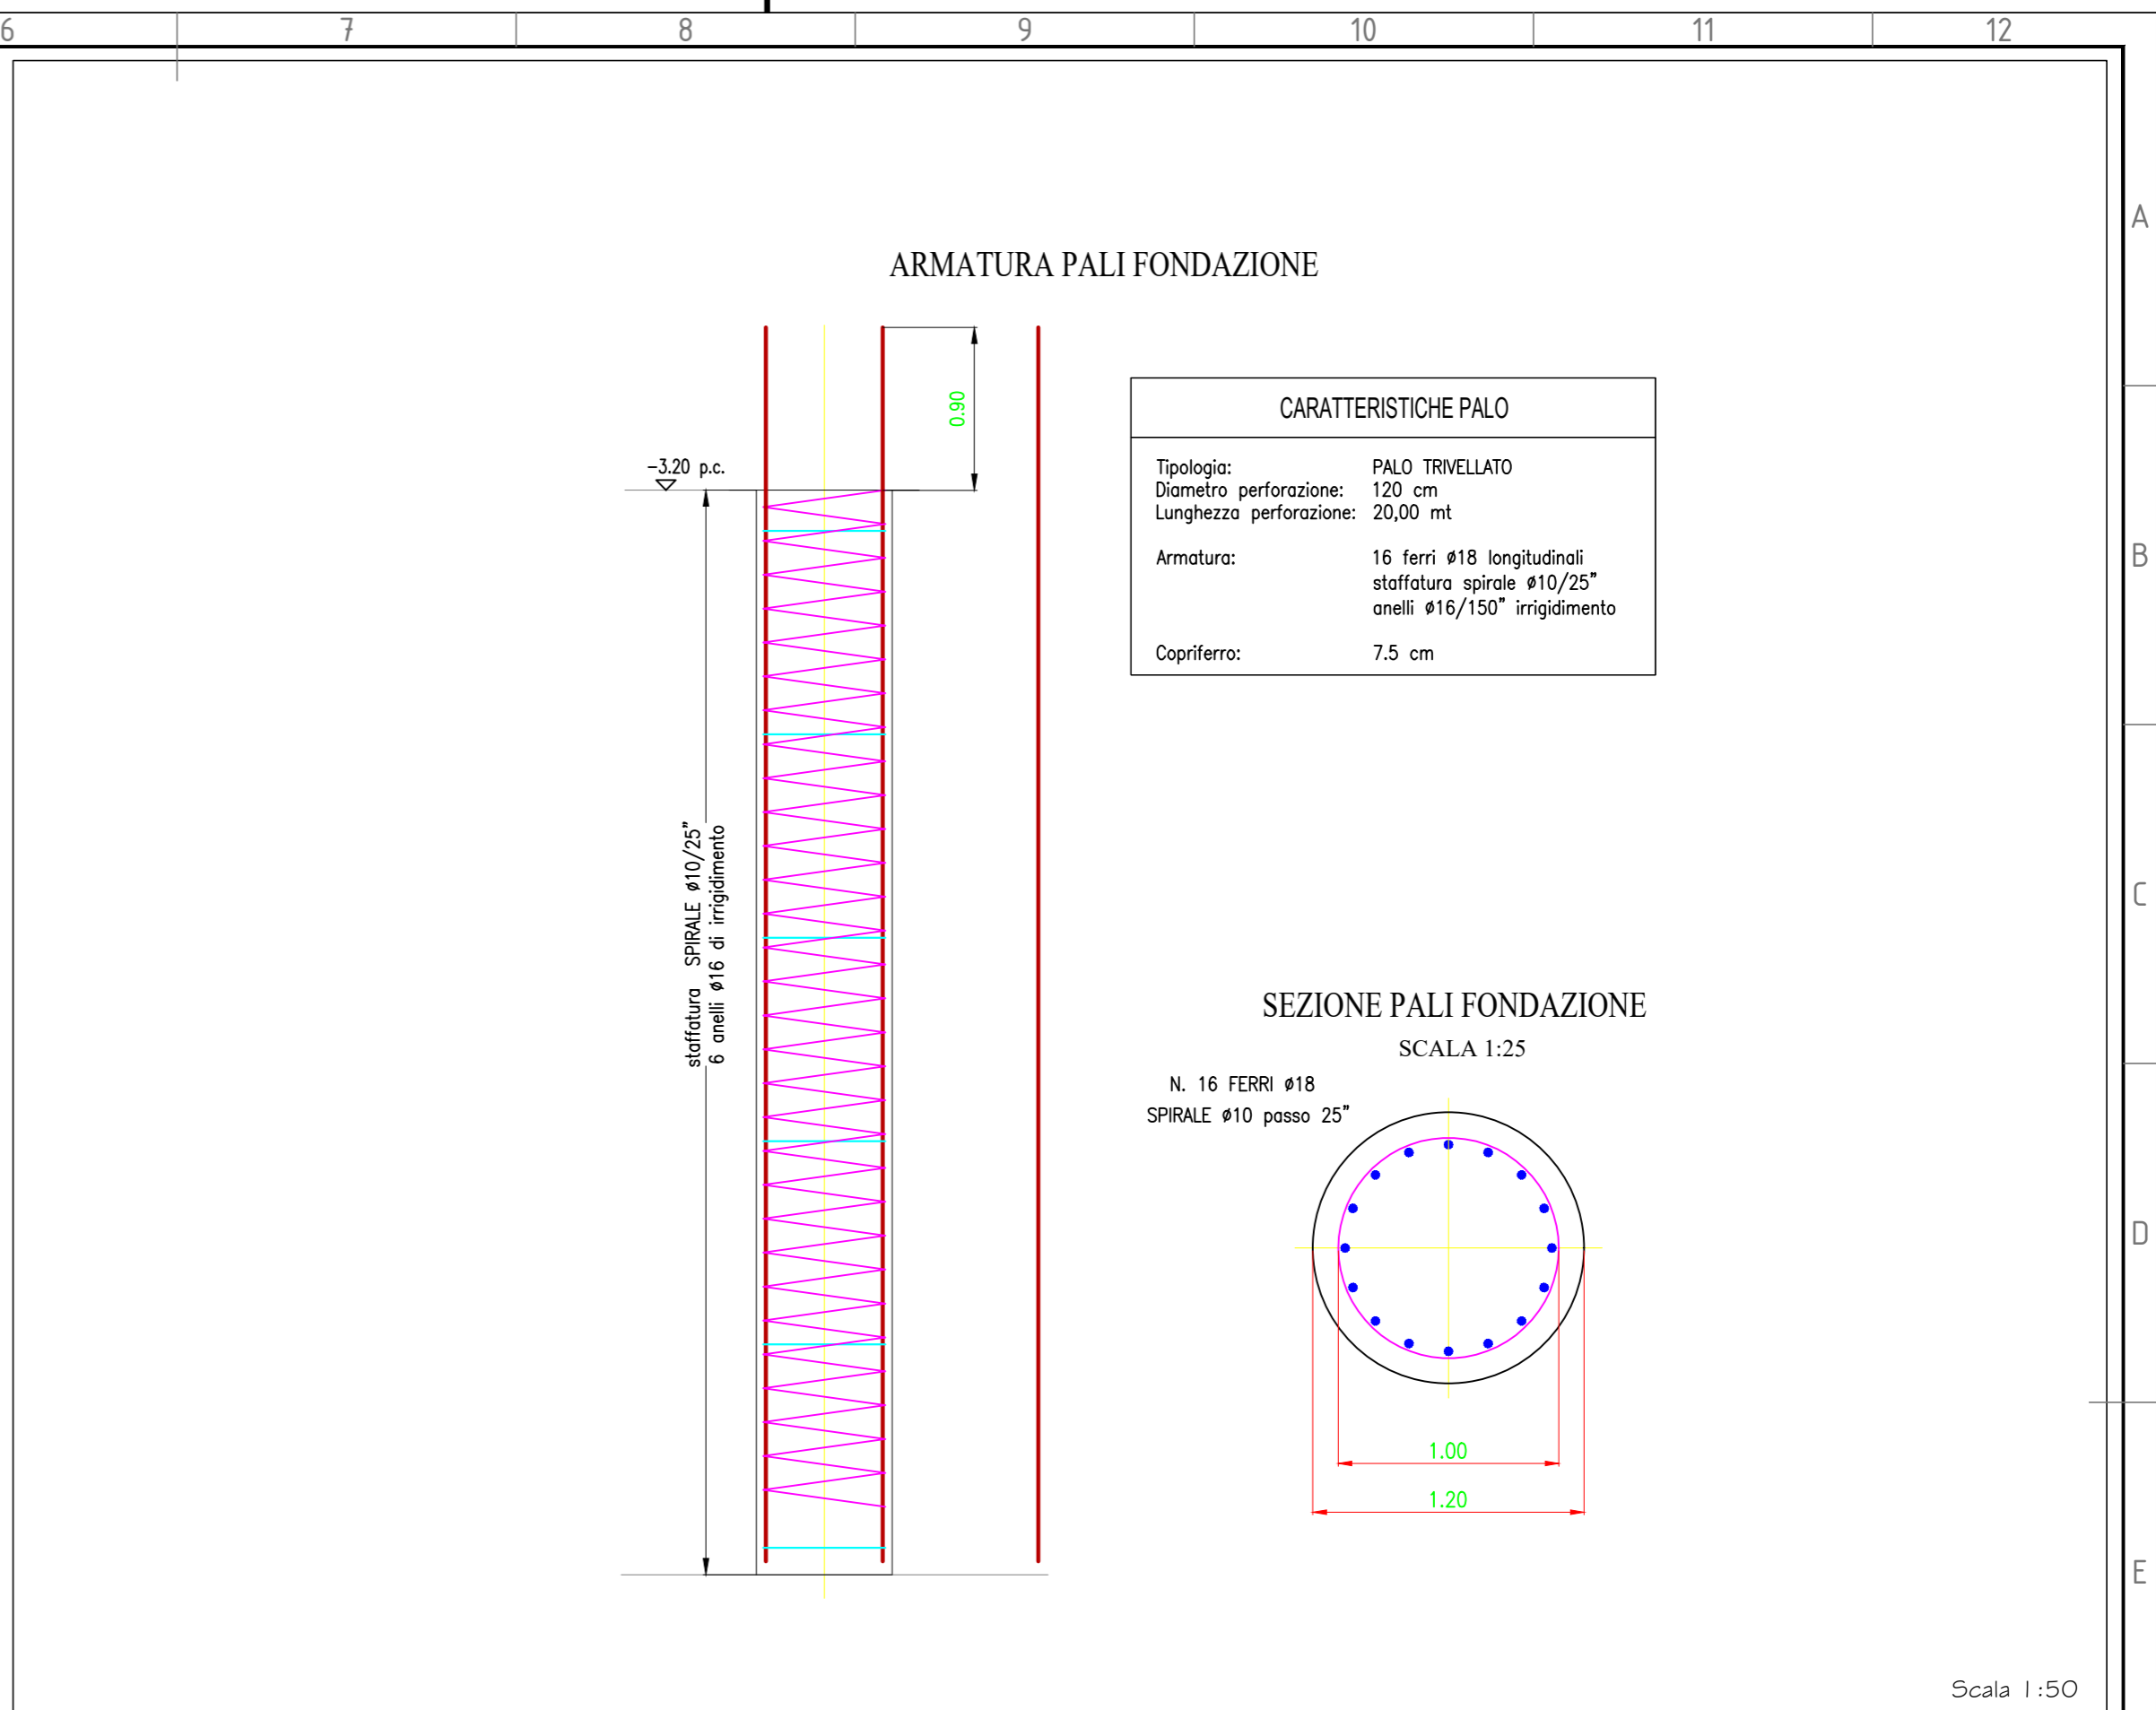 6 7 8 9 10 11 12
A
ARMATURA PALI FONDAZIONE
0.90
CARATTERISTICHE PALO
-3.20 p.c.
Tipologia: PALO TRIVELLATO
Diametro perforazione: 120 cm
Lunghezza perforazione: 20,00 mt
Armatura: 16 ferri ø18 longitudinali
staffatura spirale ø10/25”
anelli ø16/150” irrigidimento
Copriferro: 7.5 cm
B
staffatura SPIRALE ø10/25”
6 anelli ø16 di irrigidimento
C
SEZIONE PALI FONDAZIONE
SCALA 1:25
N. 16 FERRI ø18
SPIRALE ø10 passo 25”
D
1.00
1.20
E
Scala 1:50